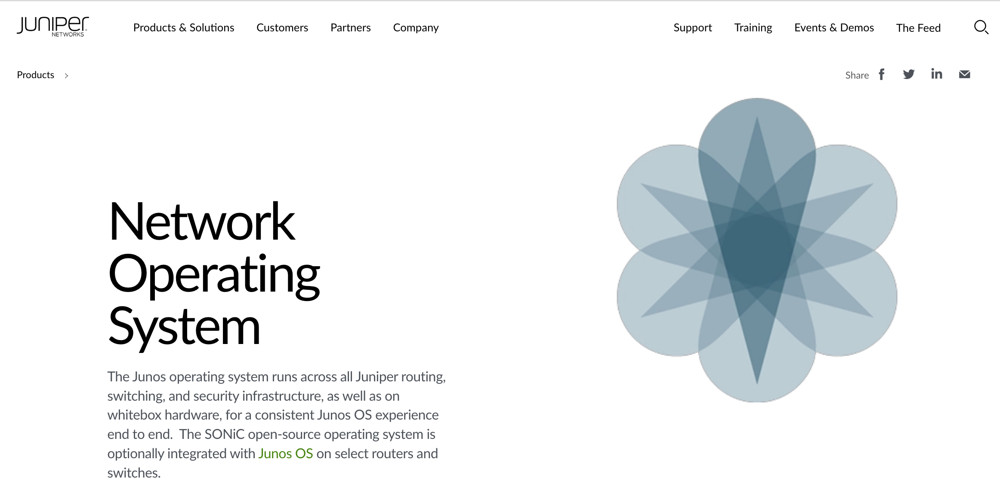 JUNIPEr
NETWORKS
Products & Solutions
Customers
Partners
Company
Support
Training
Events & Demos
The Feed
Products
Share
Network
Operating
System
The Junos operating system runs across all Juniper routing,
switching, and security infrastructure, as well as on
whitebox hardware, for a consistent Junos OS experience
end to end.  The SONiC open-source operating system is
optionally integrated with Junos OS on select routers and
switches.